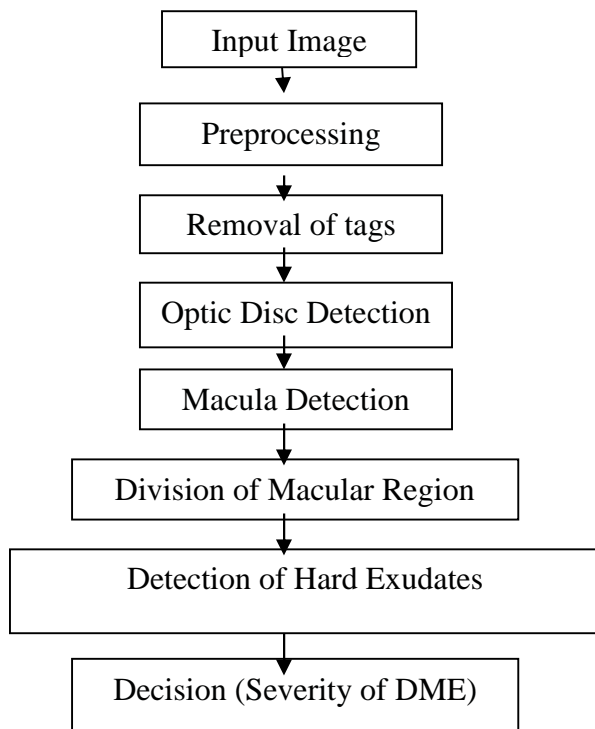 Input Image
Preprocessing
Removal of tags
Optic Disc Detection
Macula Detection
Division of Macular Region
Detection of Hard Exudates
Decision (Severity of DME)